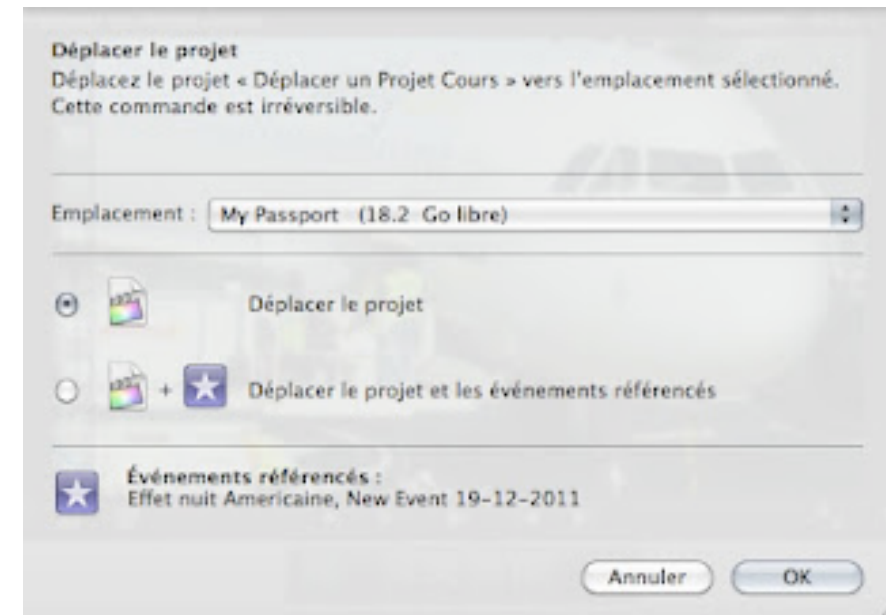 Déplacer le projet
Déplacez le projet « Déplacer un Projet Cours » vers l'emplacement sélectionné.
Cette commande est irréversible.
Emplacement : My Passport (18.2 Go libre)
Déplacer le projet
+ Déplacer le projet et les événements référencés
Événements référencés :
Effet nuit Americaine, New Event 19-12-2011
Annuler OK